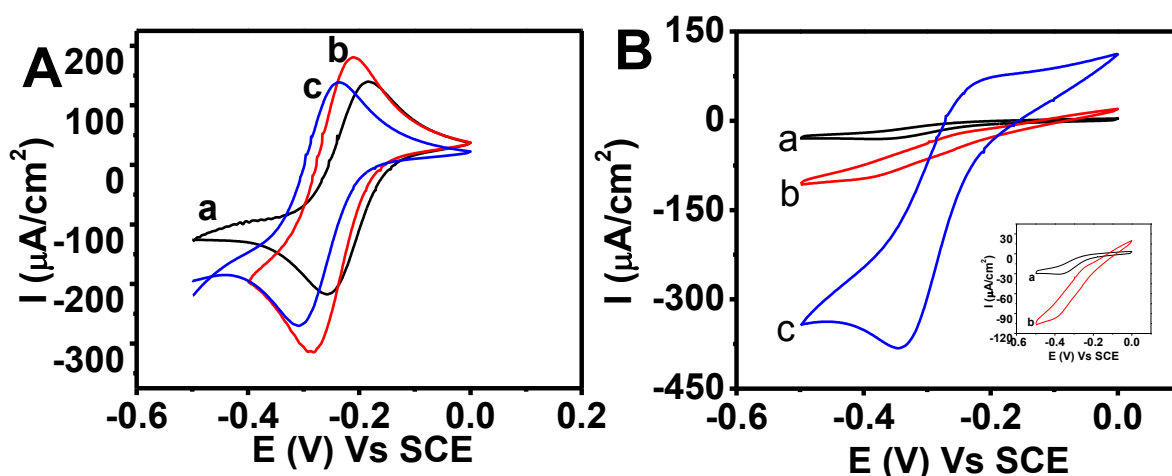 A
200
100
0
-100
-200
-300
I (μA/cm²)
a
b
c
-0.6
-0.4
-0.2
0.0
0.2
E (V) Vs SCE
B
150
0
-150
-300
-450
I (μA/cm²)
a
b
c
-0.6
-0.4
-0.2
0.0
E (V) Vs SCE
30
0
-30
-60
-90
-120
I (μA/cm²)
a
b
-0.6
-0.4
-0.2
0.0
E (V) Vs SCE